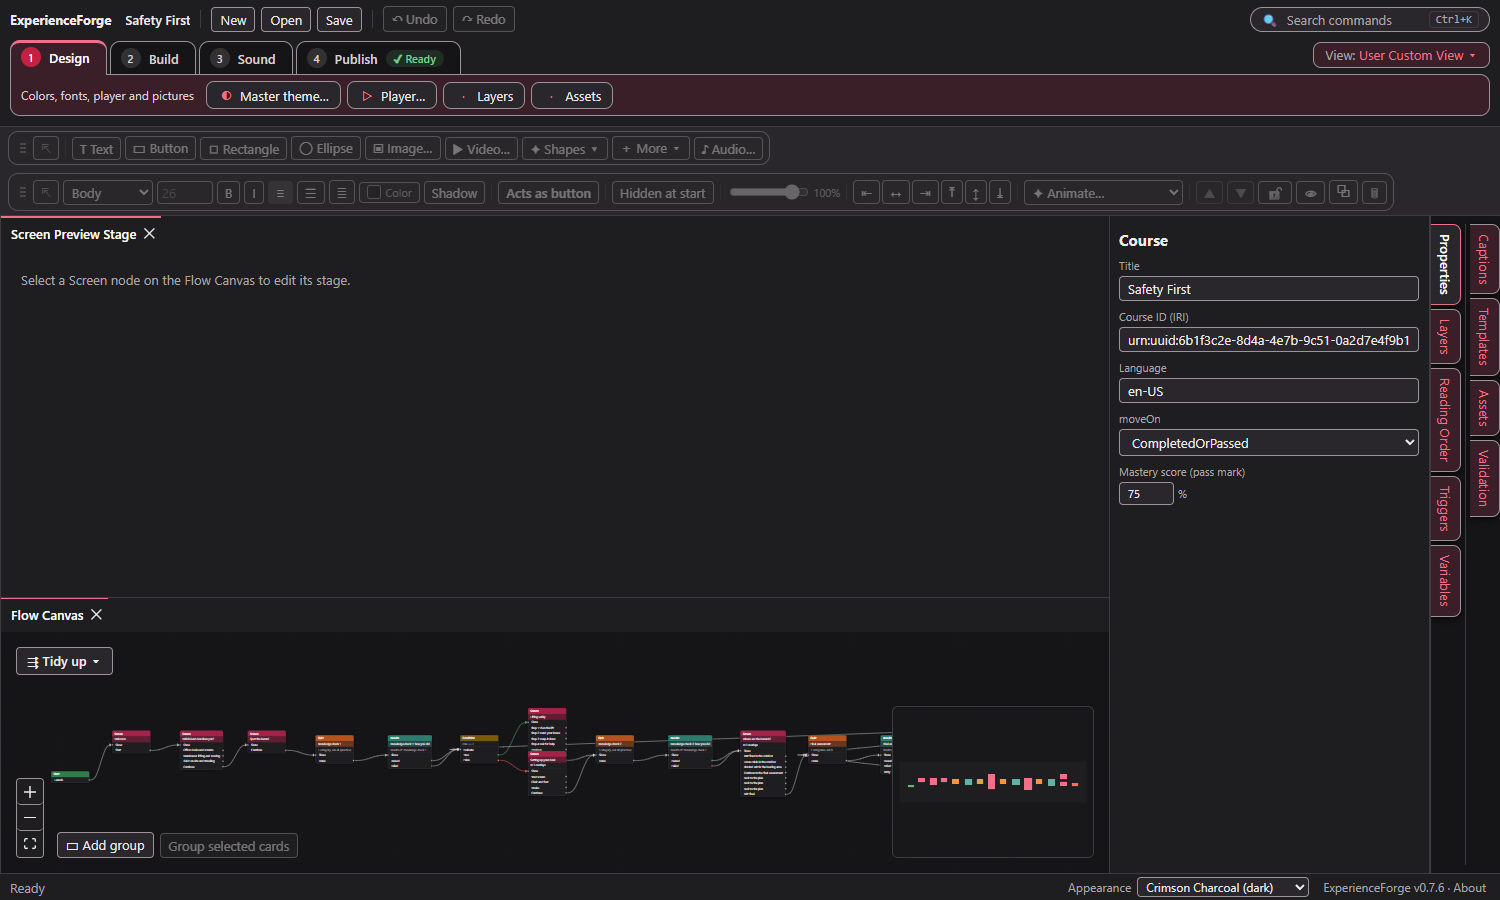 ExperienceForge Safety First New Open Save Undo Redo Search commands Ctrl+K
1 Design 2 Build 3 Sound 4 Publish ✓ Ready View: User Custom View
Colors, fonts, player and pictures Master theme... Player... Layers Assets
T Text Button Rectangle Ellipse Image... Video... Shapes + More Audio...
Body 26 B I Color Shadow Acts as button Hidden at start 100% Animate...
Screen Preview Stage
Select a Screen node on the Flow Canvas to edit its stage.
Course
Title
Safety First
Course ID (IRI)
urn:uuid:6b1f3c2e-8d4a-4e7b-9c51-0a2d7e4f9b1
Language
en-US
moveOn
CompletedOrPassed
Mastery score (pass mark)
75 %
Properties
Layers
Reading Order
Triggers
Variables
Captions
Templates
Assets
Validation
Flow Canvas
Tidy up
Add group Group selected cards
Ready Appearance Crimson Charcoal (dark) ExperienceForge v0.7.6 · About